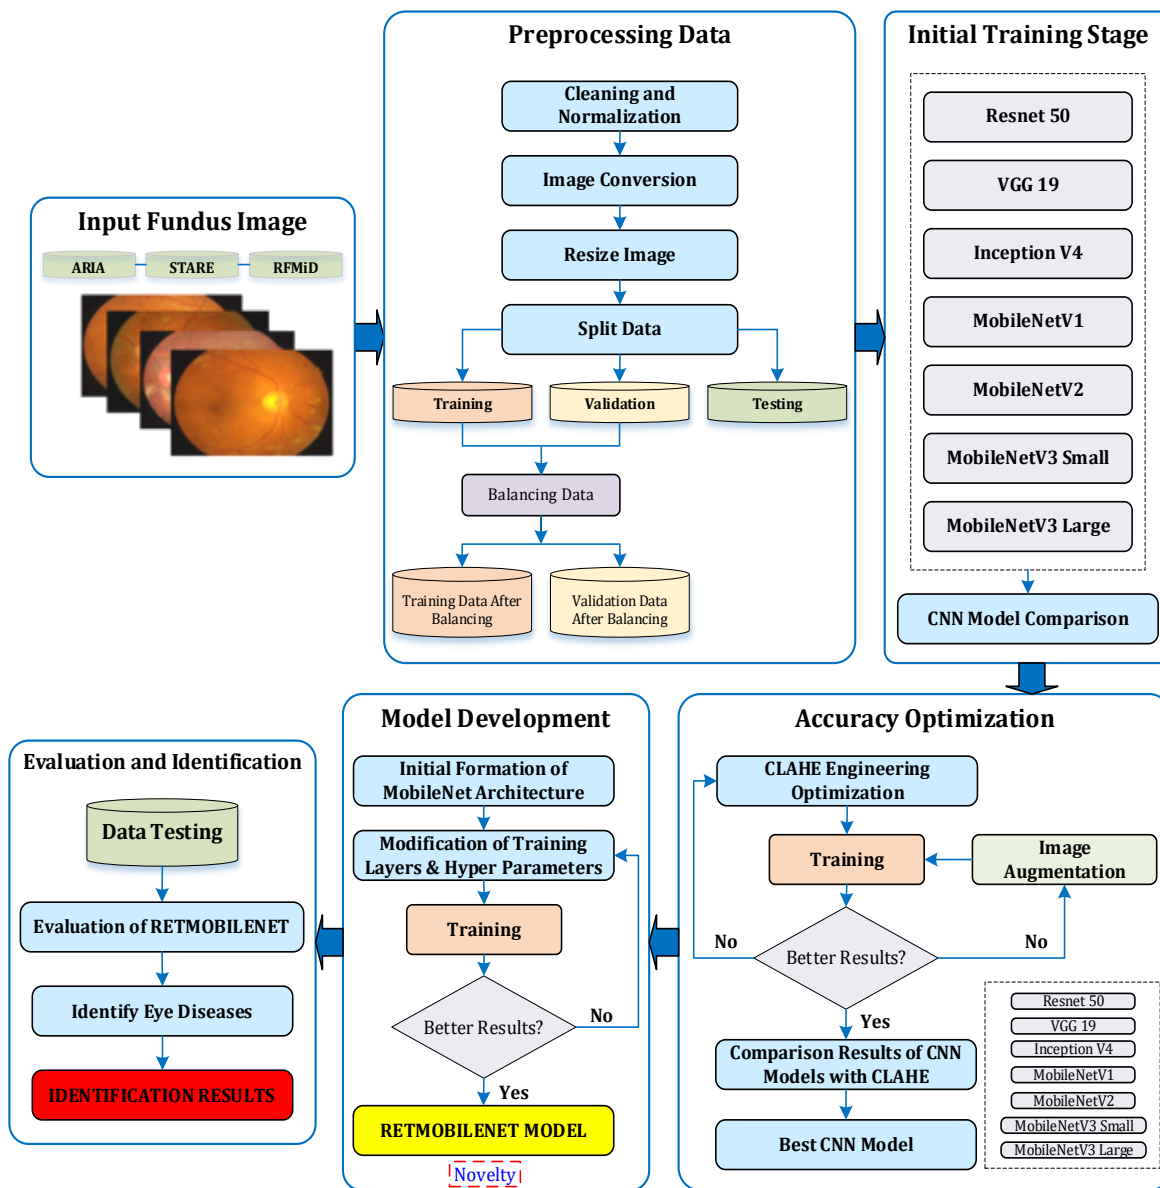 Input Fundus Image
ARIA
STARE
RFMiD
Preprocessing Data
Cleaning and
Normalization
Image Conversion
Resize Image
Split Data
Training
Validation
Testing
Balancing Data
Training Data After
Balancing
Validation Data
After Balancing
Initial Training Stage
Resnet 50
VGG 19
Inception V4
MobileNetV1
MobileNetV2
MobileNetV3 Small
MobileNetV3 Large
CNN Model Comparison
Accuracy Optimization
CLAHE Engineering
Optimization
Training
Image
Augmentation
No
Better Results?
No
Yes
Comparison Results of CNN
Models with CLAHE
Best CNN Model
Resnet 50
VGG 19
Inception V4
MobileNetV1
MobileNetV2
MobileNetV3 Small
MobileNetV3 Large
Model Development
Initial Formation of
MobileNet Architecture
Modification of Training
Layers & Hyper Parameters
Training
Better Results?
No
Yes
RETMOBILENET MODEL
Novelty
Evaluation and Identification
Data Testing
Evaluation of RETMOBILENET
Identify Eye Diseases
IDENTIFICATION RESULTS